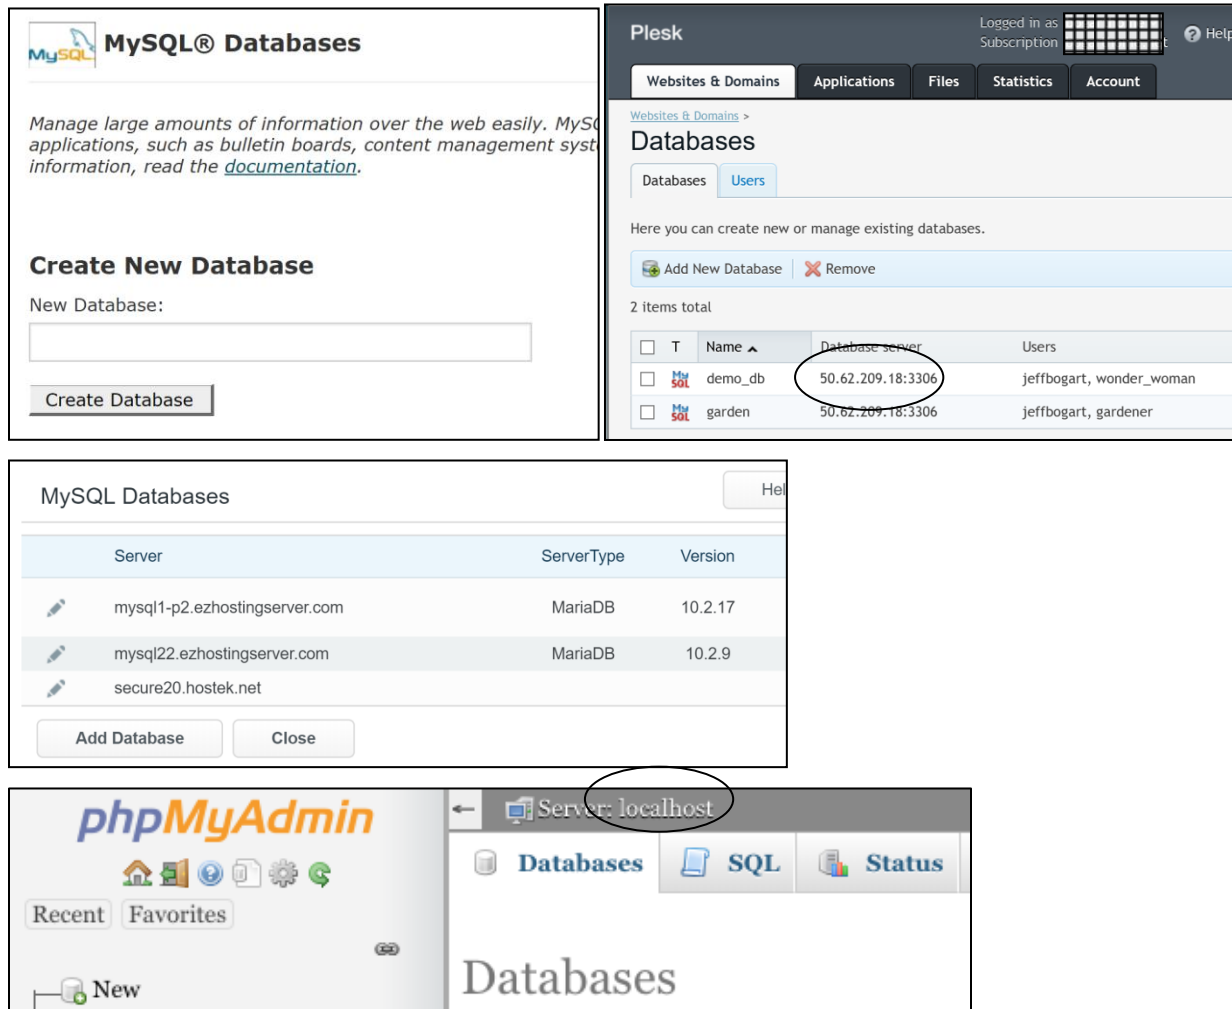 MySQL
MySQL® Databases
Manage large amounts of information over the web easily. MySQ
applications, such as bulletin boards, content management syst
information, read the documentation.
Create New Database
New Database:
Create Database
Plesk
Logged in as
Subscription
t
Help
Websites & Domains Applications Files Statistics Account
Websites & Domains >
Databases
Databases Users
Here you can create new or manage existing databases.
Add New Database Remove
2 items total
T Name Database server Users
MySQL demo_db 50.62.209.18:3306 jeffbogart, wonder_woman
MySQL garden 50.62.209.18:3306 jeffbogart, gardener
MySQL Databases Hel
Server ServerType Version
mysql1-p2.ezhostingserver.com MariaDB 10.2.17
mysql22.ezhostingserver.com MariaDB 10.2.9
secure20.hostek.net
Add Database Close
phpMyAdmin
Recent Favorites
New
Server: localhost
Databases SQL Status
Databases